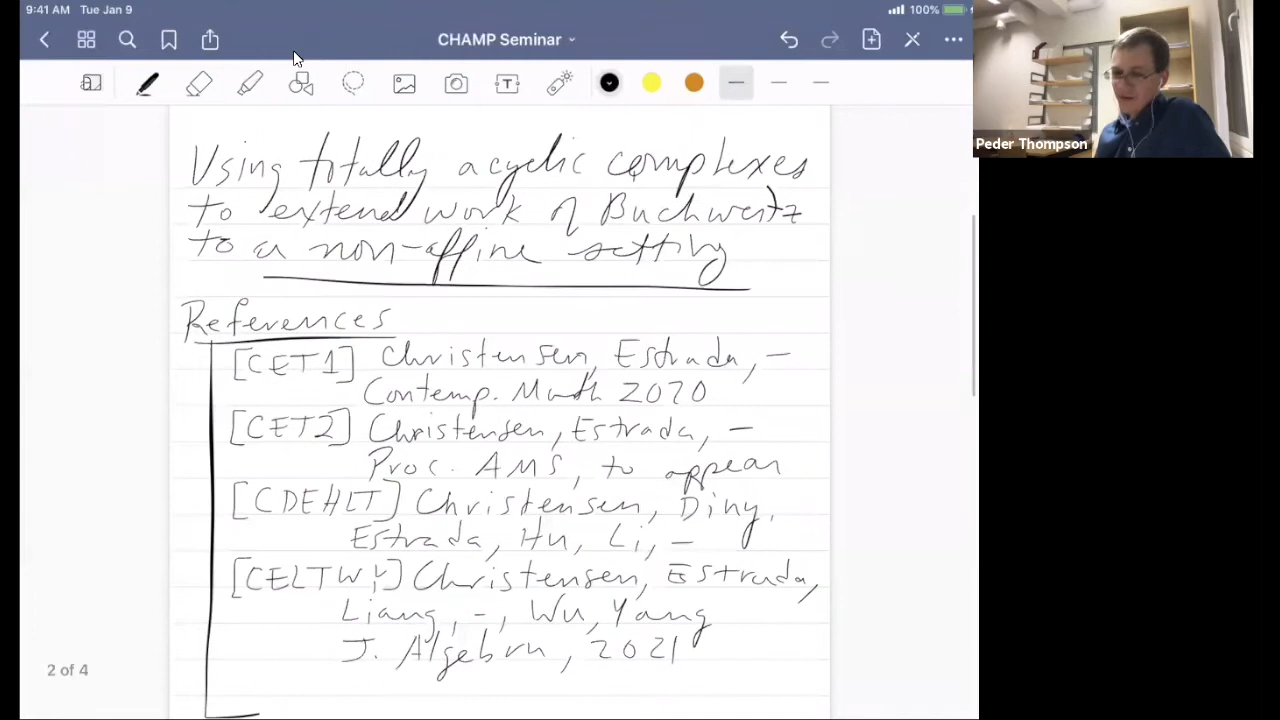 9:41 AM Tue Jan 9
100%
CHAMP Seminar
T
Peder Thompson
Using totally acyclic complexes
to extend work of Buchweitz
to a non-affine setting
References
[CET1] Christensen, Estrada, –
Contemp. Math 2020
[CET2] Christensen, Estrada, –
Proc. AMS, to appear
[CDEHLT] Christensen, Ding,
Estrada, Hu, Li, –
[CELTWY] Christensen, Estrada,
Liang, –, Wu, Yang
J. Algebra, 2021
2 of 4